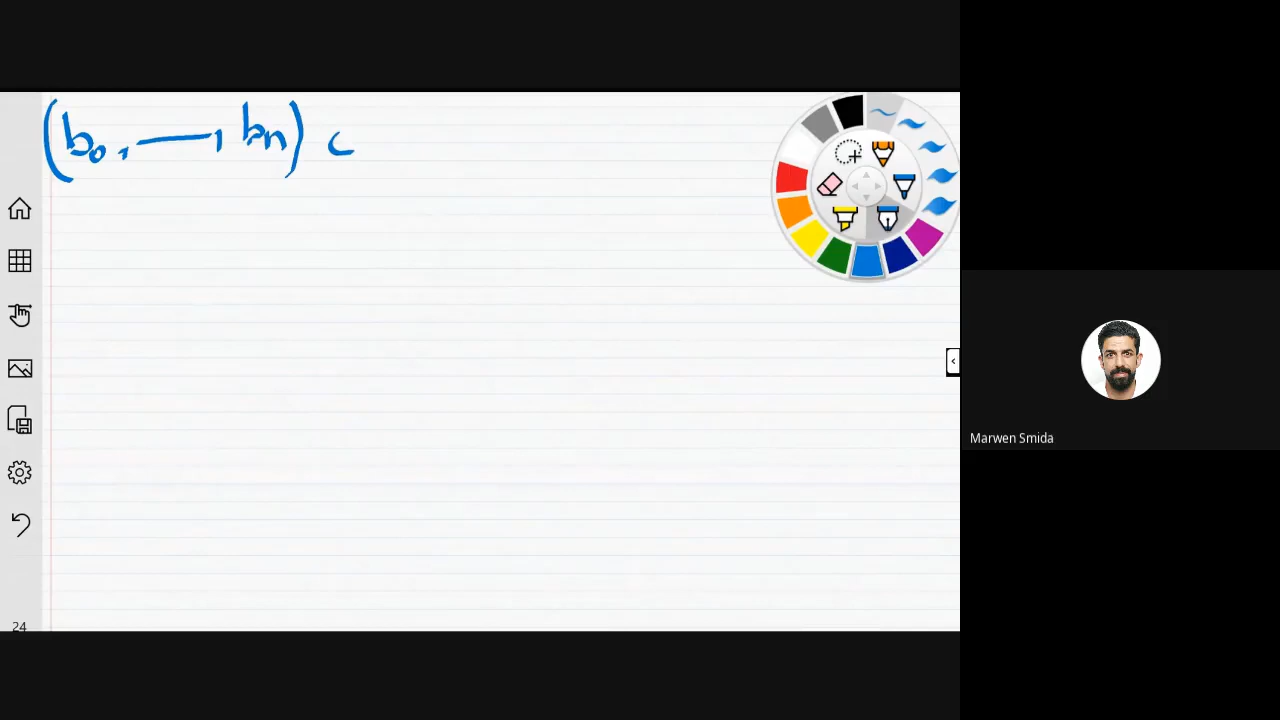 (b₀, —, bn) c
24
Marwen Smida